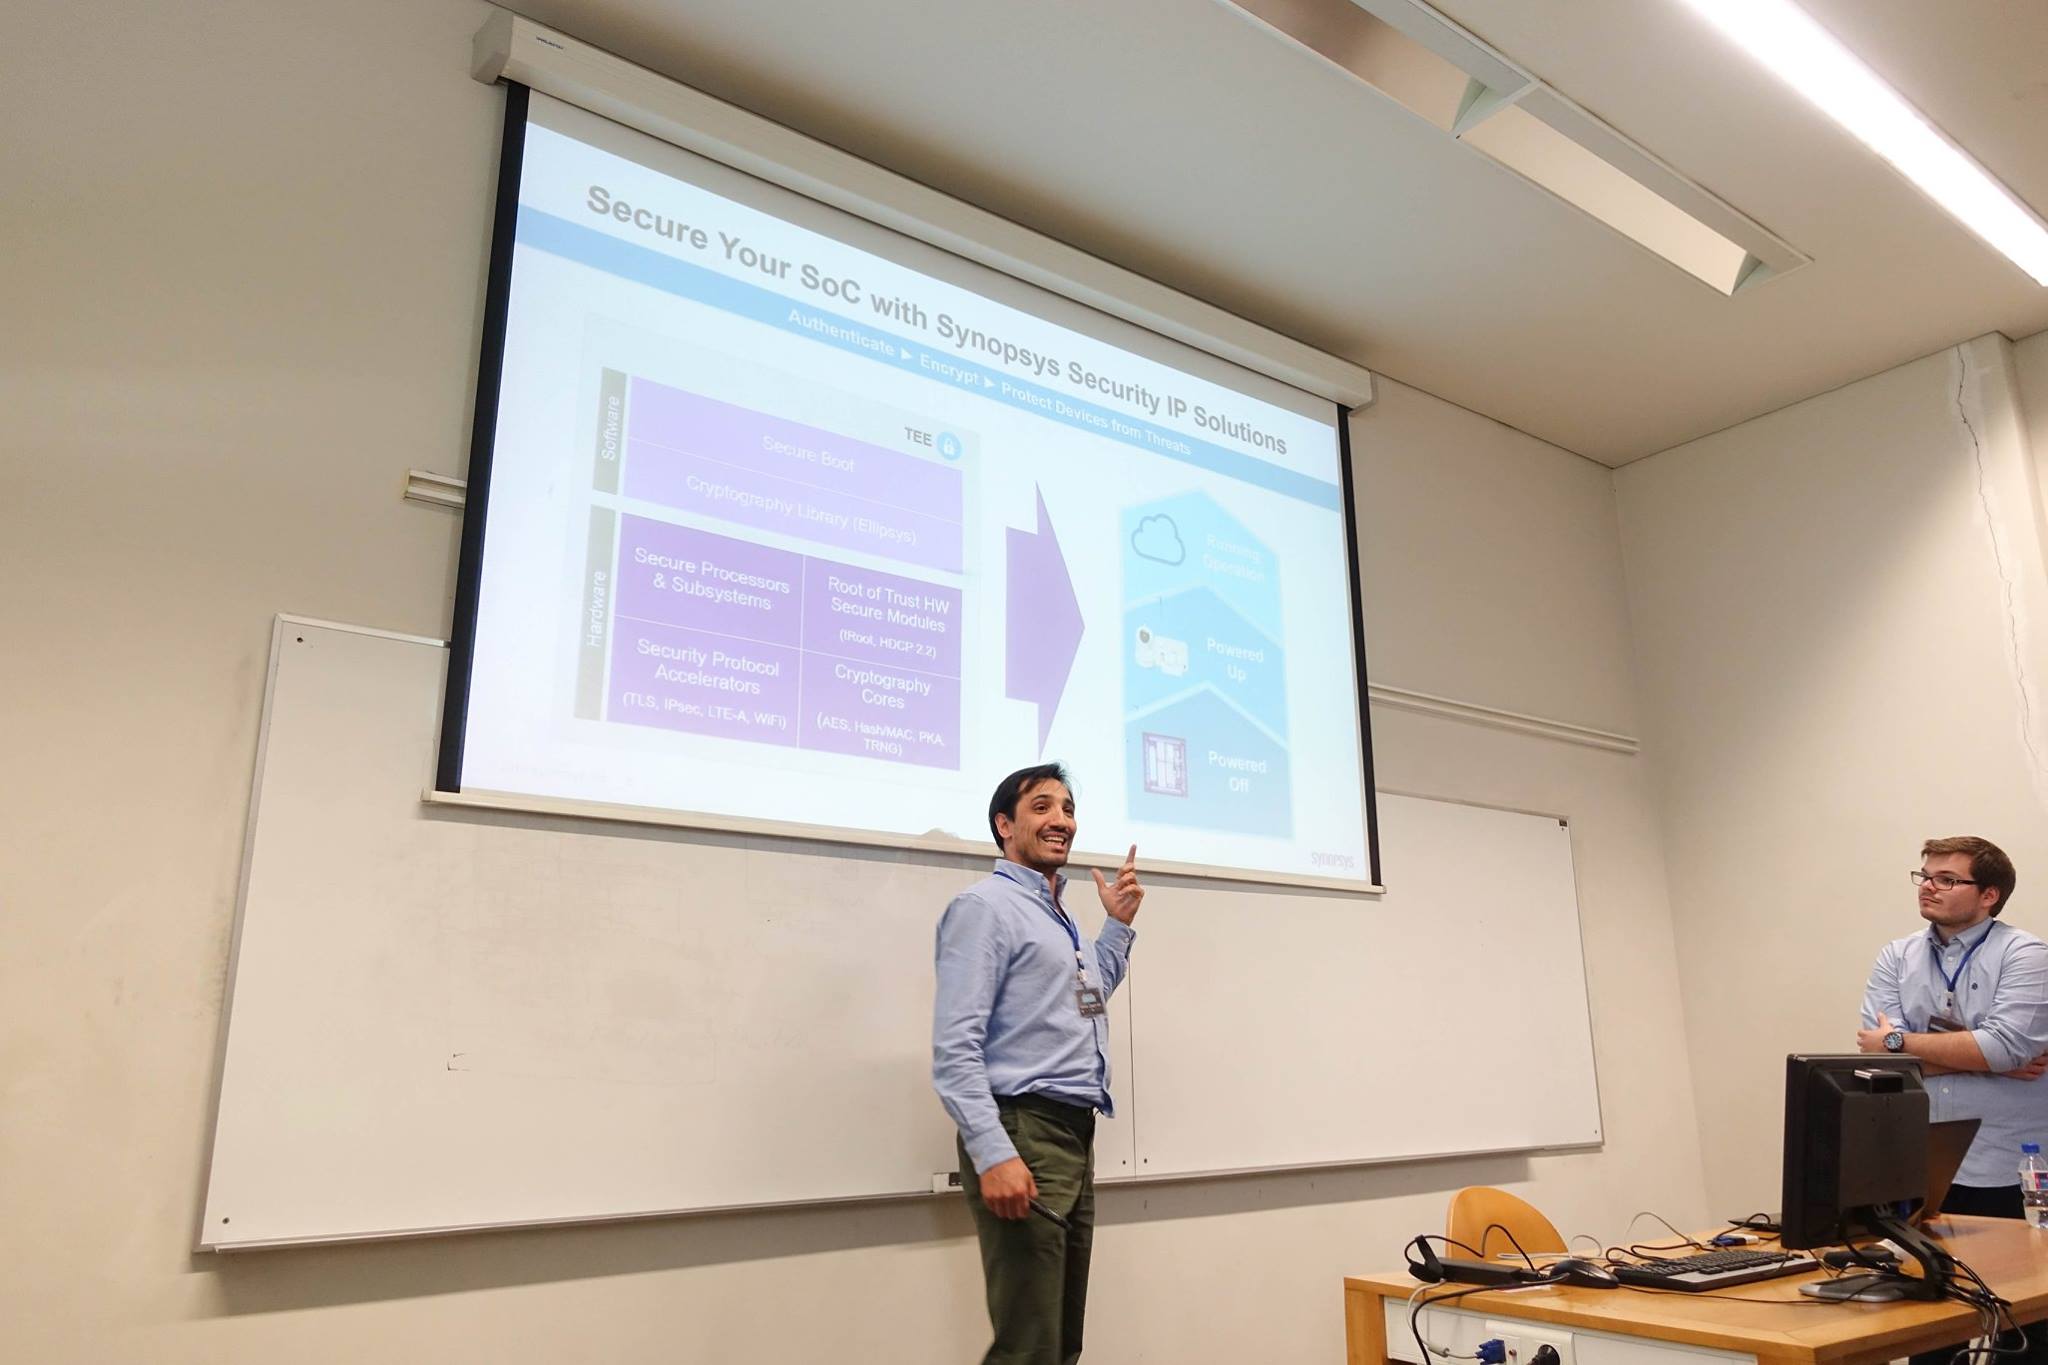 Secure Your SoC with Synopsys Security IP Solutions
Authenticate ▶ Encrypt ▶ Protect Devices from Threats
TEE
Software
Secure Boot
Cryptography Library (Ellipsys)
Hardware
Secure Processors
& Subsystems
Root of Trust HW
Secure Modules
(tRoot, HDCP 2.2)
Security Protocol
Accelerators
(TLS, IPsec, LTE-A, WiFi)
Cryptography
Cores
(AES, Hash/MAC, PKA,
TRNG)
Running
Operation
Powered
Up
Powered
Off
synopsys